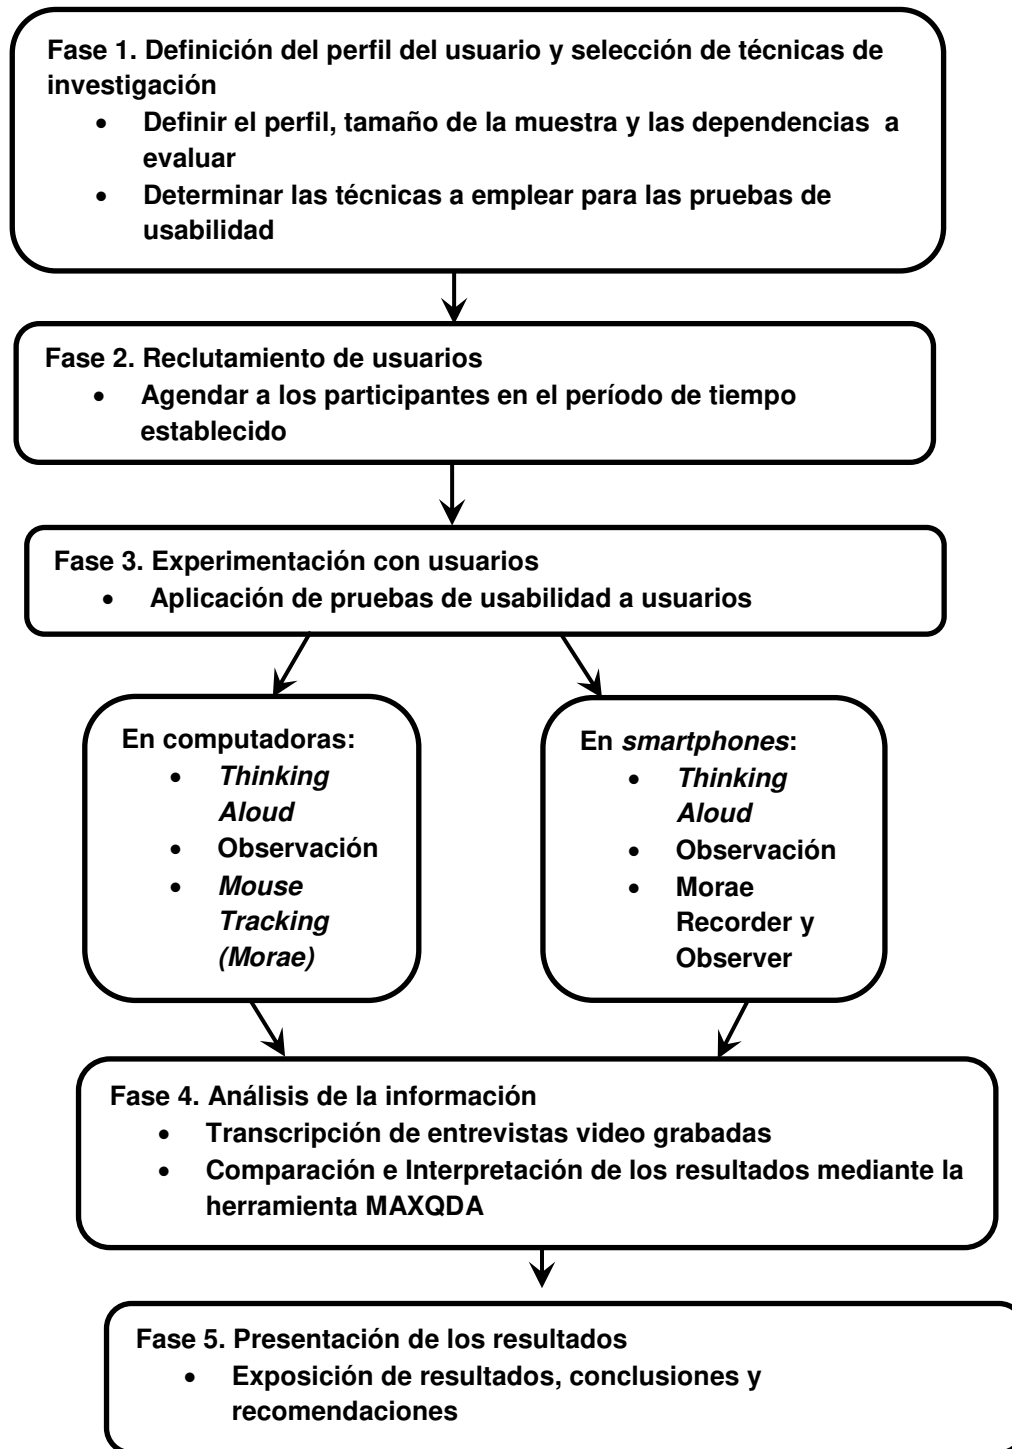 Fase 1. Definición del perfil del usuario y selección de técnicas de
investigación
• Definir el perfil, tamaño de la muestra y las dependencias a
evaluar
• Determinar las técnicas a emplear para las pruebas de
usabilidad
Fase 2. Reclutamiento de usuarios
• Agendar a los participantes en el período de tiempo
establecido
Fase 3. Experimentación con usuarios
• Aplicación de pruebas de usabilidad a usuarios
En computadoras:
• Thinking
Aloud
• Observación
• Mouse
Tracking
(Morae)
En smartphones:
• Thinking
Aloud
• Observación
• Morae
Recorder y
Observer
Fase 4. Análisis de la información
• Transcripción de entrevistas video grabadas
• Comparación e Interpretación de los resultados mediante la
herramienta MAXQDA
Fase 5. Presentación de los resultados
• Exposición de resultados, conclusiones y
recomendaciones